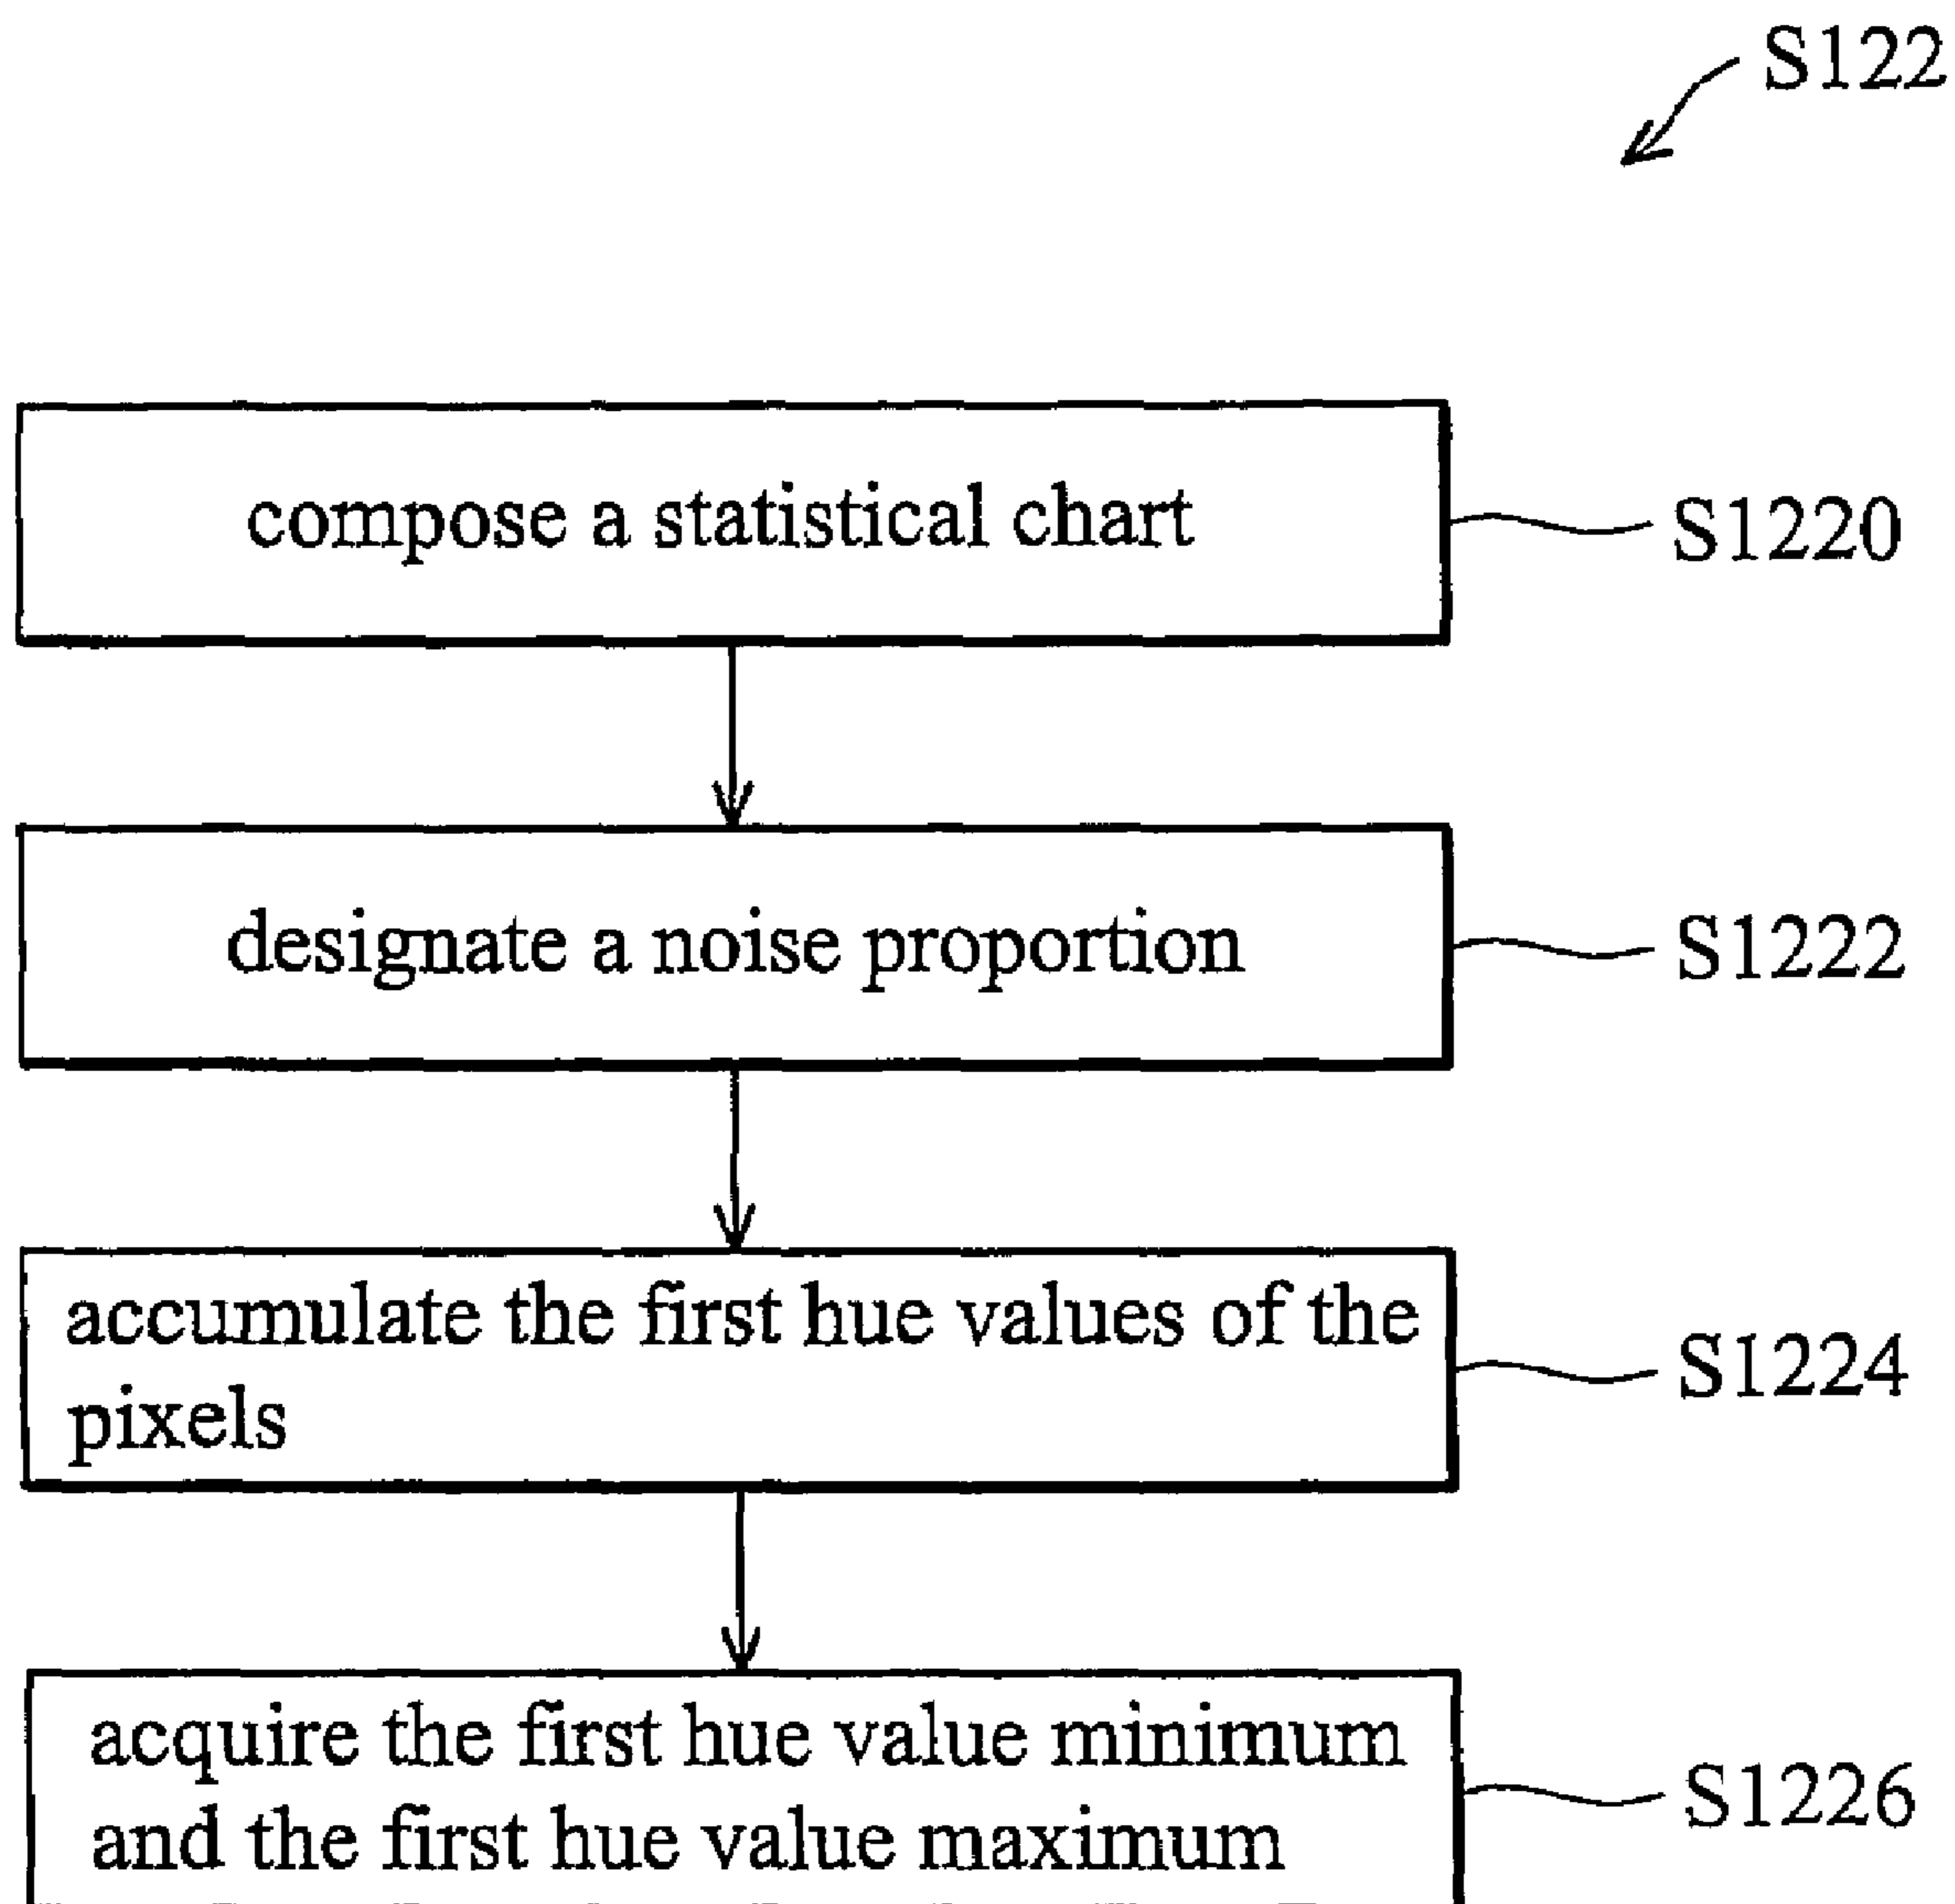 S122
compose a statistical chart
S1220
designate a noise proportion
S1222
accumulate the first hue values of the
pixels
S1224
acquire the first hue value minimum
and the first hue value maximum
S1226